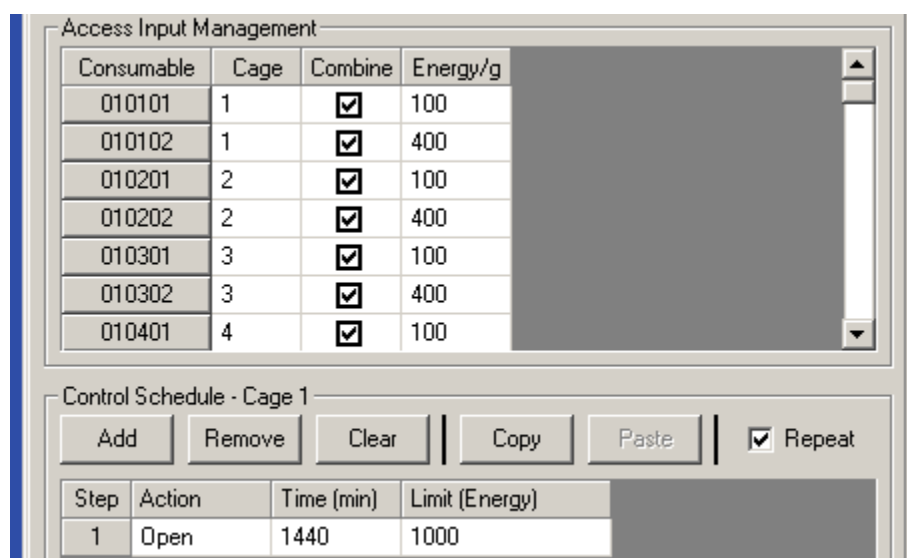 Access Input Management
Consumable Cage Combine Energy/g
010101 1 100
010102 1 400
010201 2 100
010202 2 400
010301 3 100
010302 3 400
010401 4 100
Control Schedule - Cage 1
Add Remove Clear Copy Paste Repeat
Step Action Time (min) Limit (Energy)
1 Open 1440 1000